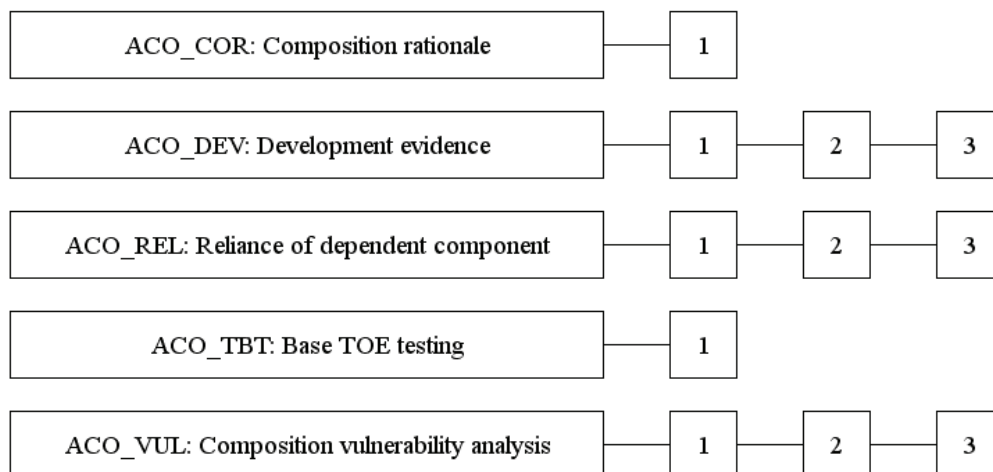 ACO_COR: Composition rationale 1
ACO_DEV: Development evidence 1 2 3
ACO_REL: Reliance of dependent component 1 2 3
ACO_TBT: Base TOE testing 1
ACO_VUL: Composition vulnerability analysis 1 2 3